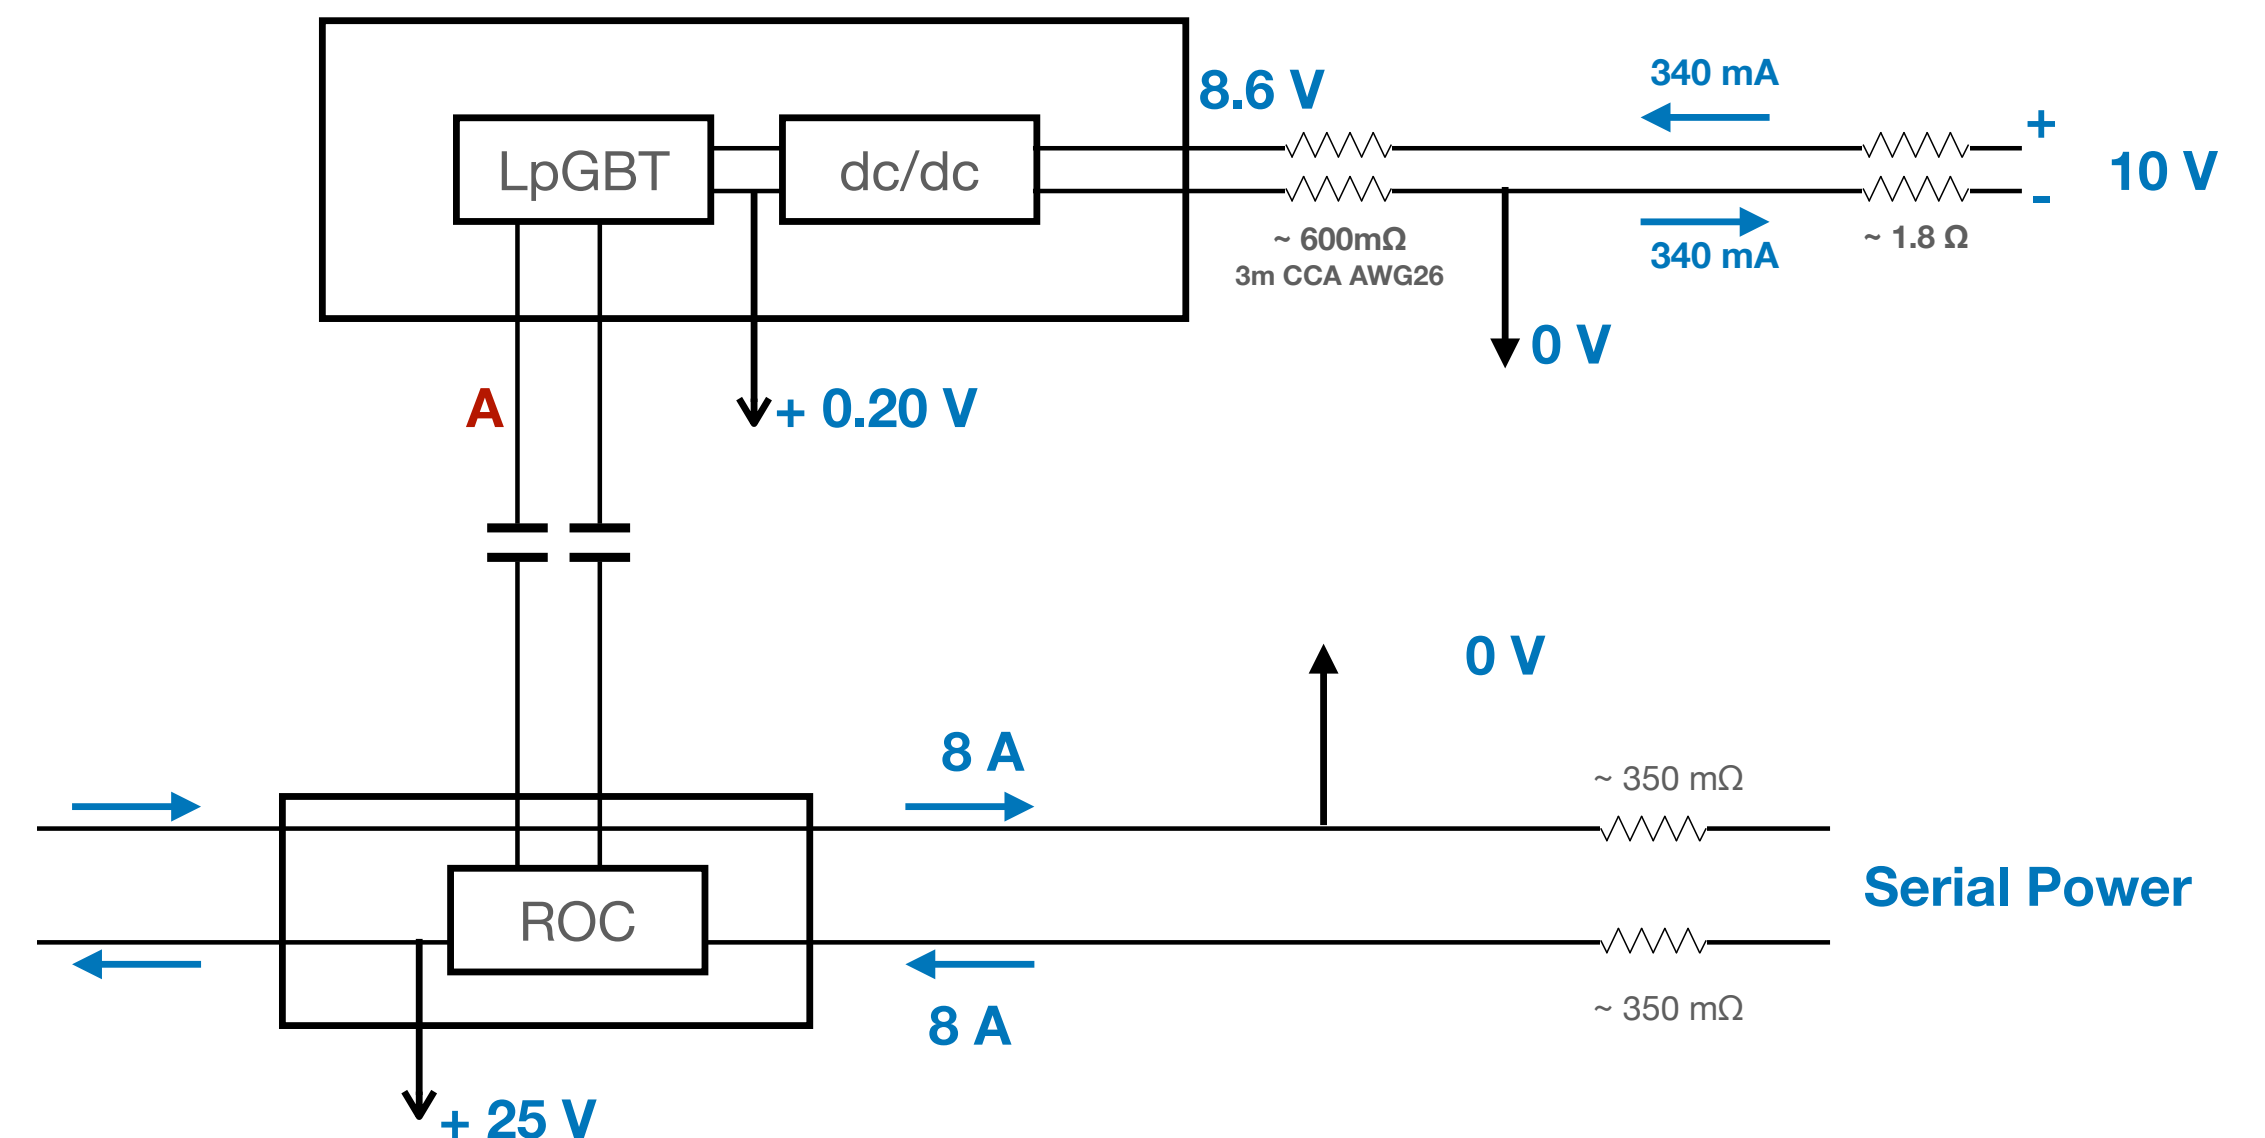 340 mA
8.6 V
+
10 V
-
LpGBT
dc/dc
~ 600mΩ
3m CCA AWG26
340 mA
~ 1.8 Ω
0 V
A
+ 0.20 V
0 V
8 A
~ 350 mΩ
Serial Power
ROC
8 A
~ 350 mΩ
+ 25 V